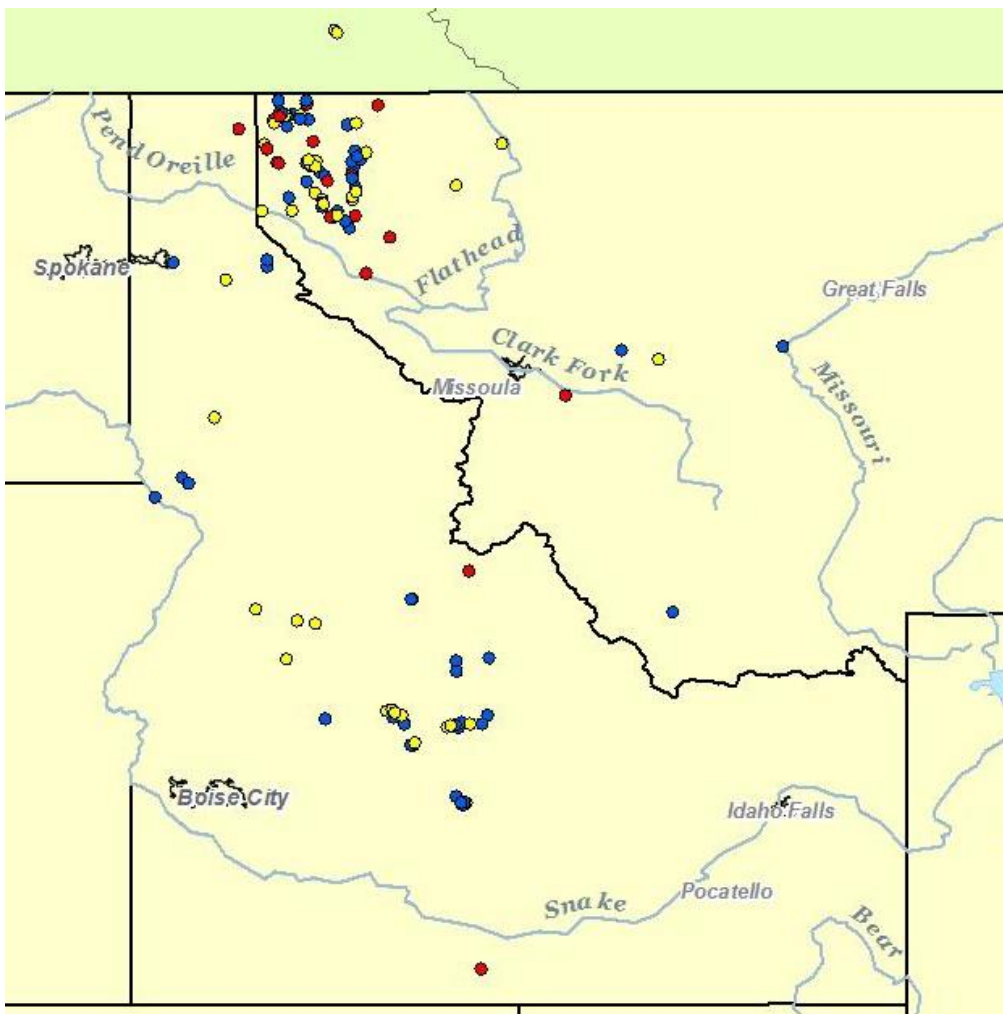 Pend Oreille
Spokane
Flathead
Great Falls
Clark Fork
Missoula
Missouri
Boise City
Idaho Falls
Pocatello
Snake
Bear